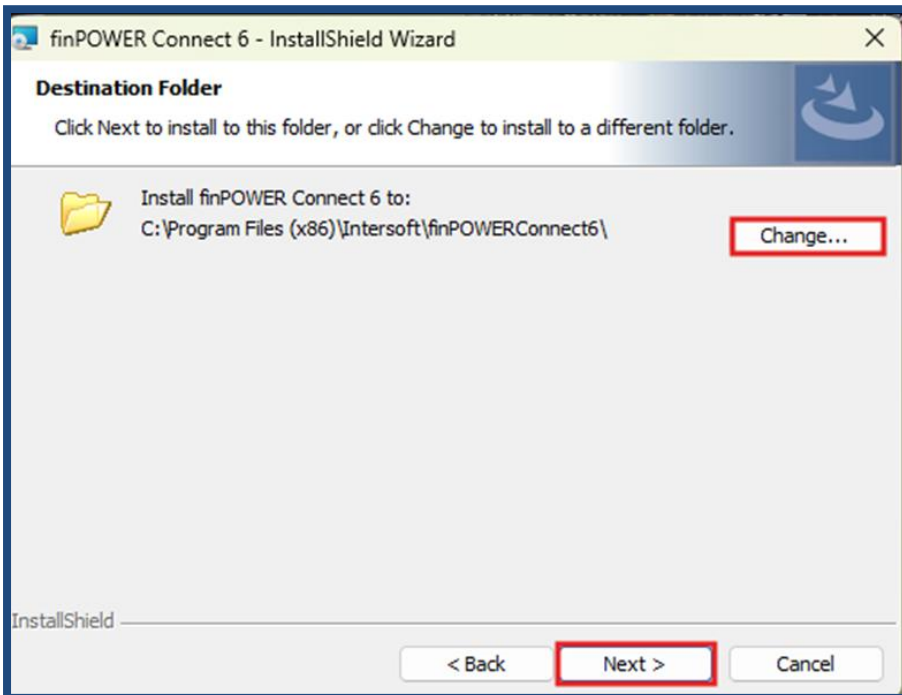 finPOWER Connect 6 - InstallShield Wizard
Destination Folder
Click Next to install to this folder, or click Change to install to a different folder.
Install finPOWER Connect 6 to:
C:\Program Files (x86)\Intersoft\finPOWERConnect6\
Change...
InstallShield
< Back
Next >
Cancel